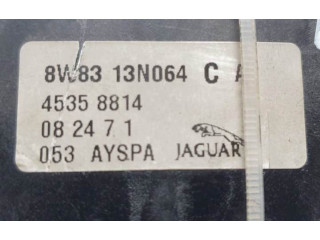 8W83 13N064 C A
4535 8814
08 24 7 1
053 AYSPA JAGUAR